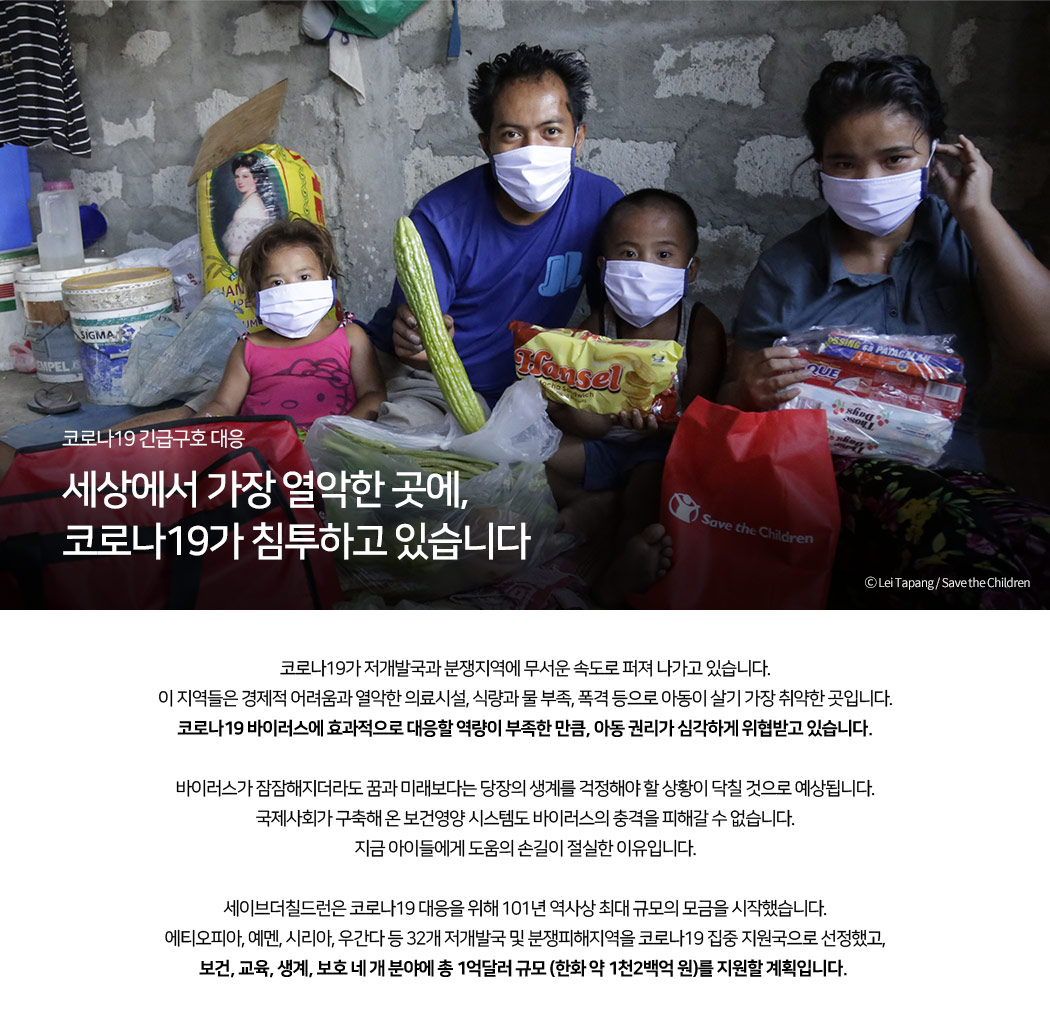 SIGMA
Hansel
Mocha Sandwich
Save the Children
코로나19 긴급구호 대응
세상에서 가장 열악한 곳에,
코로나19가 침투하고 있습니다
ⓒ Lei Tapang / Save the Children
코로나19가 저개발국과 분쟁지역에 무서운 속도로 퍼져 나가고 있습니다.
이 지역들은 경제적 어려움과 열악한 의료시설, 식량과 물 부족, 폭격 등으로 아동이 살기 가장 취약한 곳입니다.
코로나19 바이러스에 효과적으로 대응할 역량이 부족한 만큼, 아동 권리가 심각하게 위협받고 있습니다.
바이러스가 잠잠해지더라도 꿈과 미래보다는 당장의 생계를 걱정해야 할 상황이 닥칠 것으로 예상됩니다.
국제사회가 구축해 온 보건영양 시스템도 바이러스의 충격을 피해갈 수 없습니다.
지금 아이들에게 도움의 손길이 절실한 이유입니다.
세이브더칠드런은 코로나19 대응을 위해 101년 역사상 최대 규모의 모금을 시작했습니다.
에티오피아, 예멘, 시리아, 우간다 등 32개 저개발국 및 분쟁피해지역을 코로나19 집중 지원국으로 선정했고,
보건, 교육, 생계, 보호 네 개 분야에 총 1억달러 규모 (한화 약 1천2백억 원)를 지원할 계획입니다.